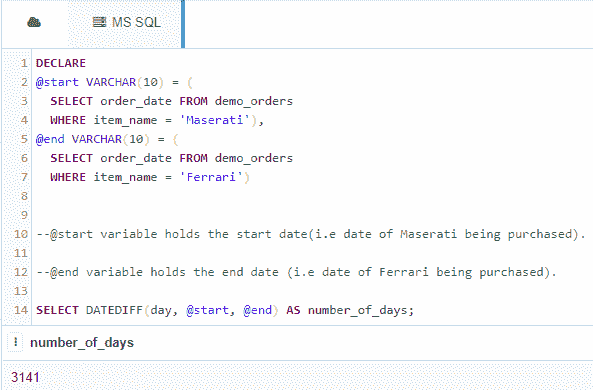 MS SQL
1 DECLARE
2 @start VARCHAR(10) = (
3 SELECT order_date FROM demo_orders
4 WHERE item_name = 'Maserati'),
5 @end VARCHAR(10) = (
6 SELECT order_date FROM demo_orders
7 WHERE item_name = 'Ferrari')
8
9
10 --@start variable holds the start date(i.e date of Maserati being purchased).
11
12 --@end variable holds the end date (i.e date of Ferrari being purchased).
13
14 SELECT DATEDIFF(day, @start, @end) AS number_of_days;
number_of_days
3141